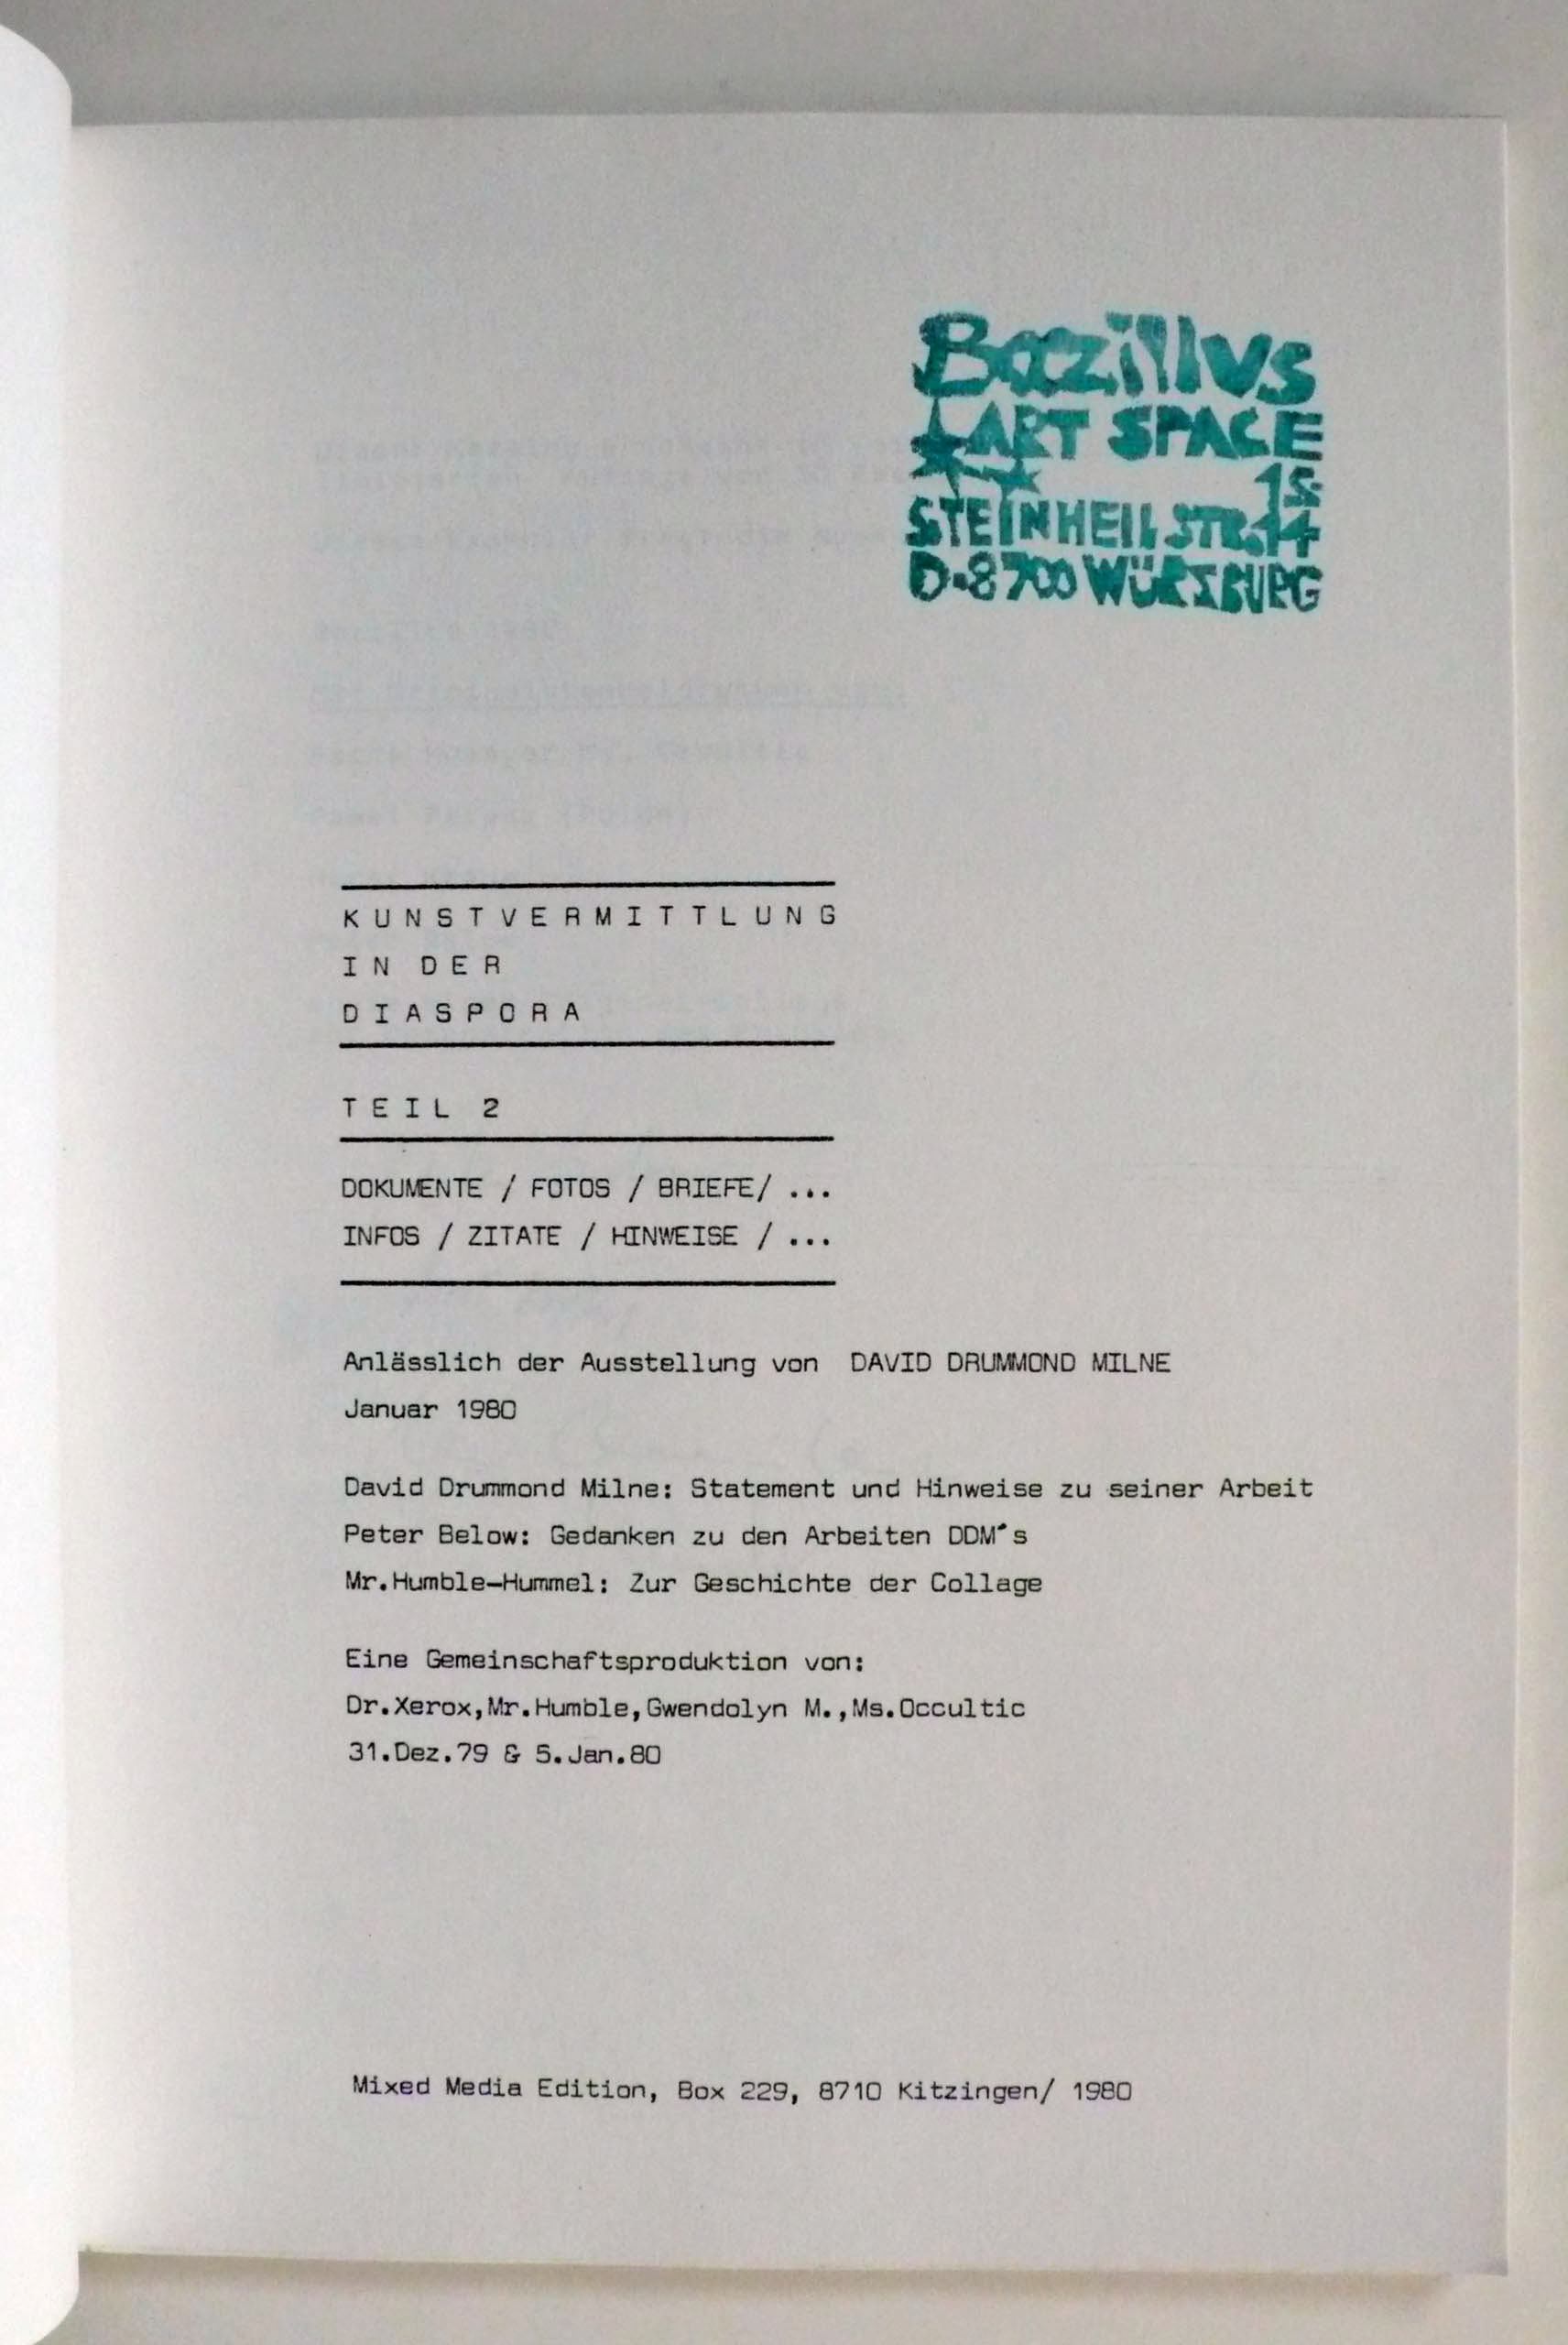 Bazillus
ART SPACE
STEINHEILSTR. 14
D-8700 WÜRZBURG
KUNSTVERMITTLUNG
IN DER
DIASPORA
TEIL 2
DOKUMENTE / FOTOS / BRIEFE/ ...
INFOS / ZITATE / HINWEISE / ...
Anlässlich der Ausstellung von DAVID DRUMMOND MILNE
Januar 1980
David Drummond Milne: Statement und Hinweise zu seiner Arbeit
Peter Below: Gedanken zu den Arbeiten DDM´s
Mr.Humble-Hummel: Zur Geschichte der Collage
Eine Gemeinschaftsproduktion von:
Dr.Xerox,Mr.Humble,Gwendolyn M.,Ms.Occultic
31.Dez.79 & 5.Jan.80
Mixed Media Edition, Box 229, 8710 Kitzingen/ 1980